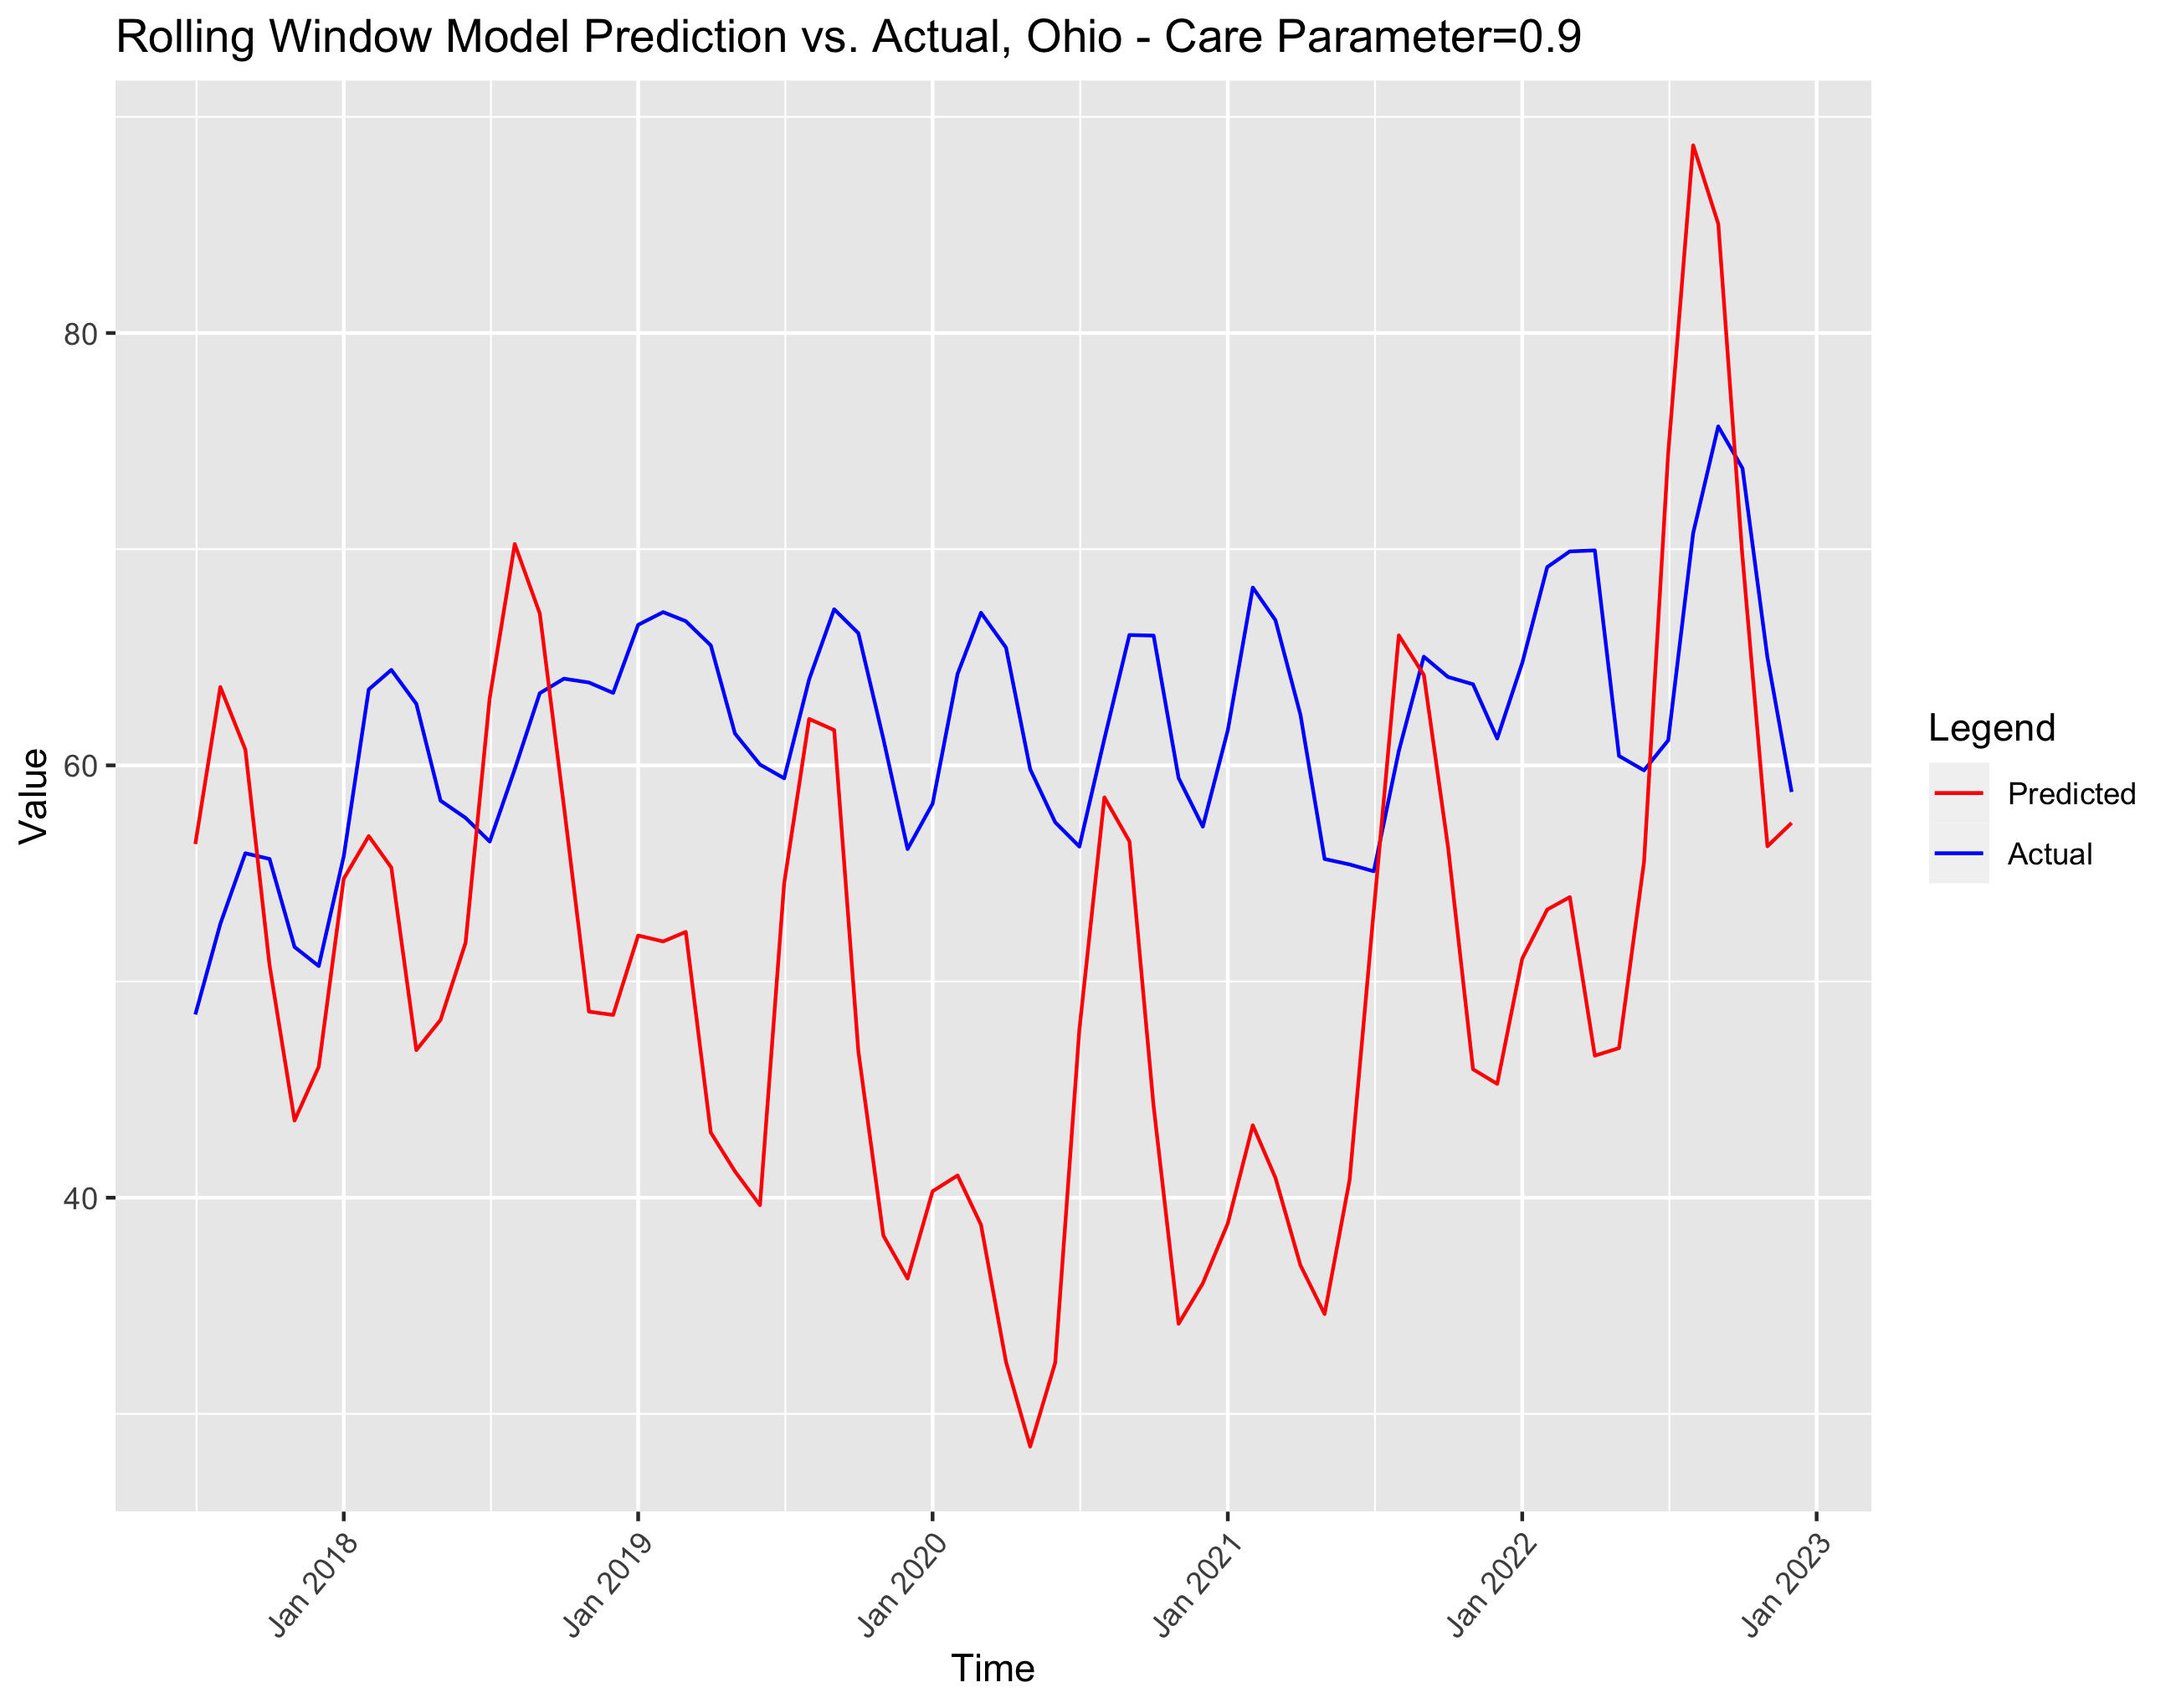 Rolling Window Model Prediction vs. Actual, Ohio - Care Parameter=0.9
Value
80
60
40
Jan 2018
Jan 2019
Jan 2020
Jan 2021
Jan 2022
Jan 2023
Time
Legend
Predicted
Actual